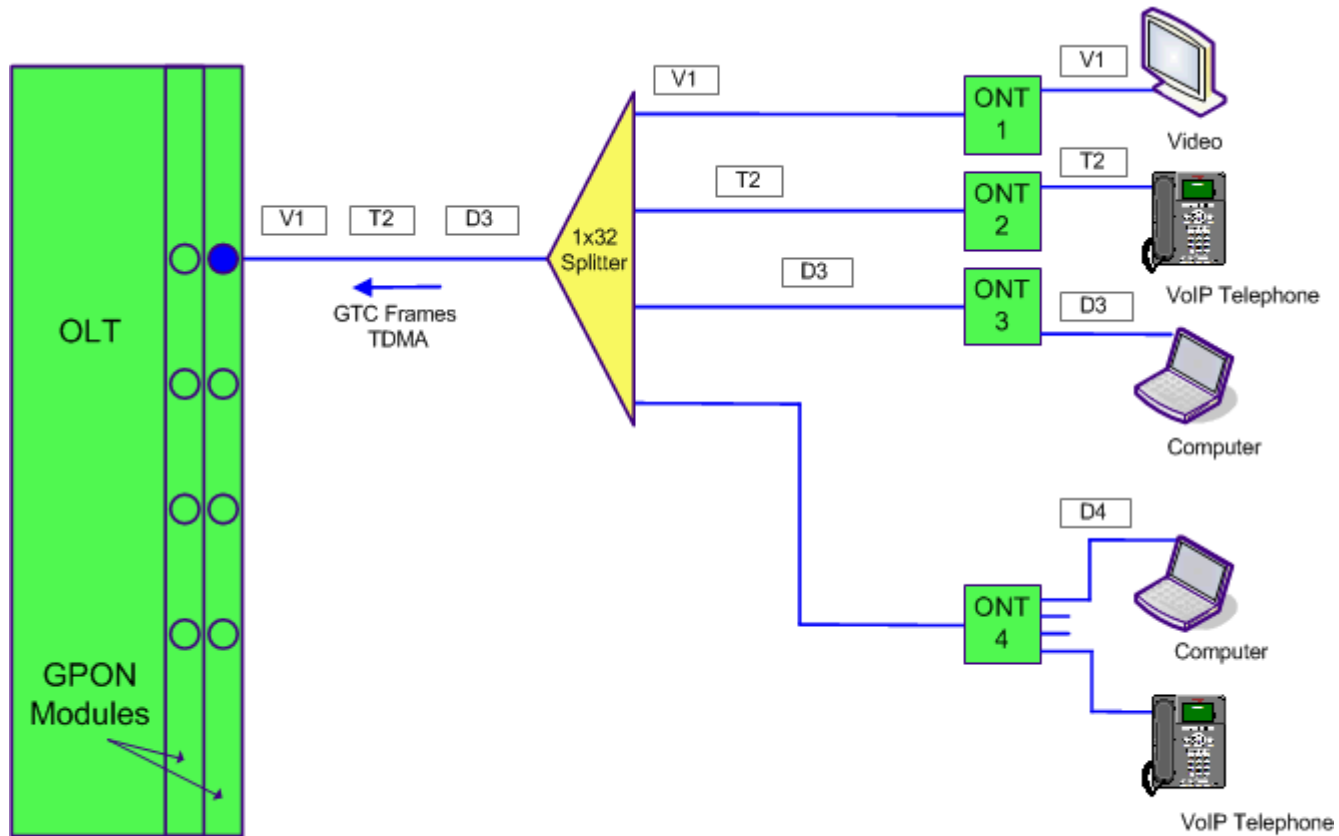 V1
V1
ONT
1
Video
T2
T2
ONT
2
VoIP Telephone
V1
T2
D3
1x32
Splitter
D3
D3
ONT
3
GTC Frames
TDMA
OLT
Computer
D4
ONT
4
Computer
GPON
Modules
VoIP Telephone